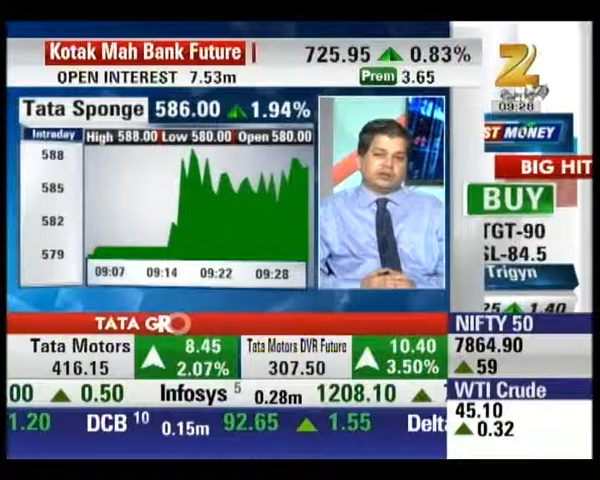 Kotak Mah Bank Future 725.95 0.83%
OPEN INTEREST 7.53m Prem 3.65
09:28
Tata Sponge 586.00 1.94%
Intraday High 588.00 Low 580.00 Open 580.00
588
585
582
579
09:07 09:14 09:22 09:28
ST MONEY
BIG HIT
BUY
TGT-90
SL-84.5
Trigyn
25 1.40
TATA GRO
Tata Motors 8.45 Tata Motors DVR Future 10.40
416.15 2.07% 307.50 3.50%
NIFTY 50
7864.90
59
00 0.50 Infosys 5 0.28m 1208.10
WTI Crude
45.10
0.32
1.20 DCB 10 0.15m 92.65 1.55 Delt